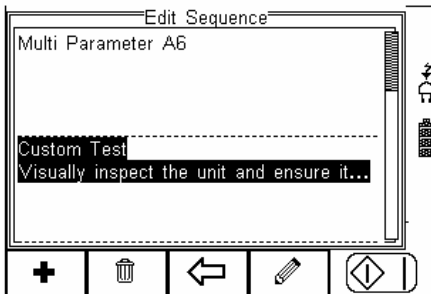 Edit Sequence
Multi Parameter A6
Custom Test
Visually inspect the unit and ensure it...